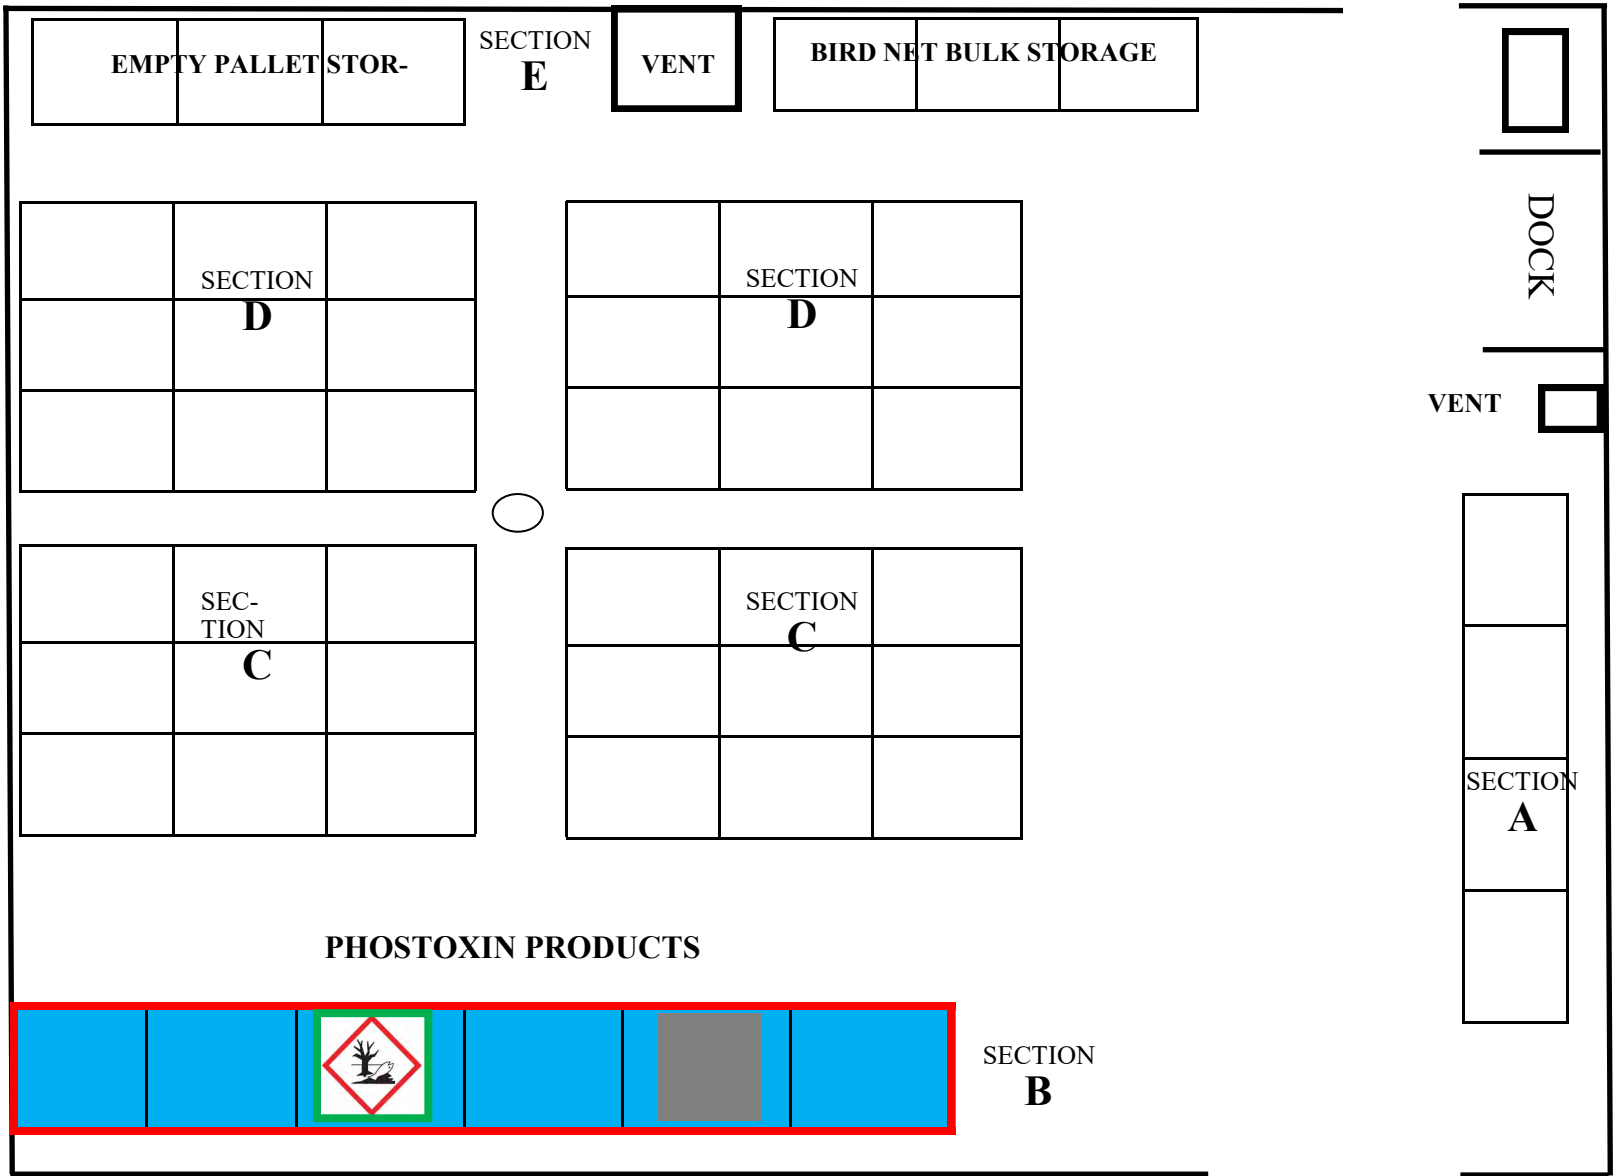 EMPTY PALLET STOR-
SECTION
E
VENT
BIRD NET BULK STORAGE
DOCK
SECTION
D
SECTION
D
VENT
SEC-
TION
C
SECTION
C
SECTION
A
PHOSTOXIN PRODUCTS
SECTION
B